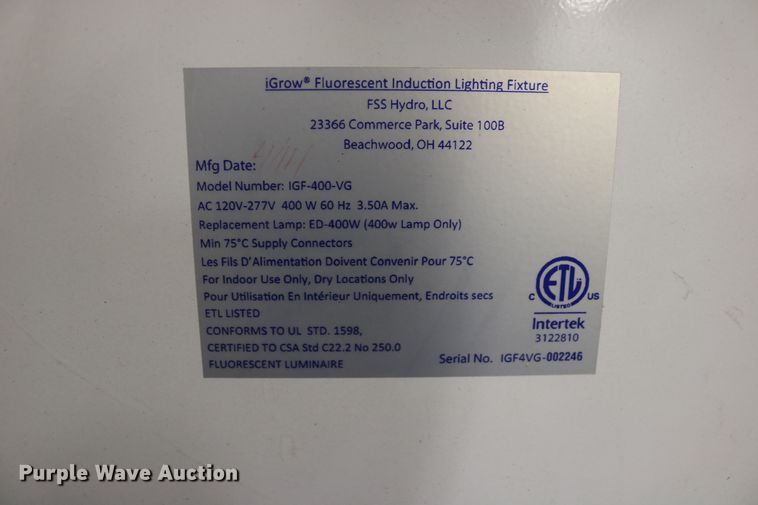 iGrow® Fluorescent Induction Lighting Fixture
FSS Hydro, LLC
23366 Commerce Park, Suite 100B
Beachwood, OH 44122
Mfg Date:
Model Number: IGF-400-VG
AC 120V-277V 400 W 60 Hz 3.50A Max.
Replacement Lamp: ED-400W (400w Lamp Only)
Min 75°C Supply Connectors
Les Fils D'Alimentation Doivent Convenir Pour 75°C
For Indoor Use Only, Dry Locations Only
Pour Utilisation En Intérieur Uniquement, Endroits secs
ETL LISTED
CONFORMS TO UL STD. 1598,
CERTIFIED TO CSA Std C22.2 No 250.0
FLUORESCENT LUMINAIRE
ETL
LISTED
C US
Intertek
3122810
Serial No. IGF4VG-002246
Purple Wave Auction